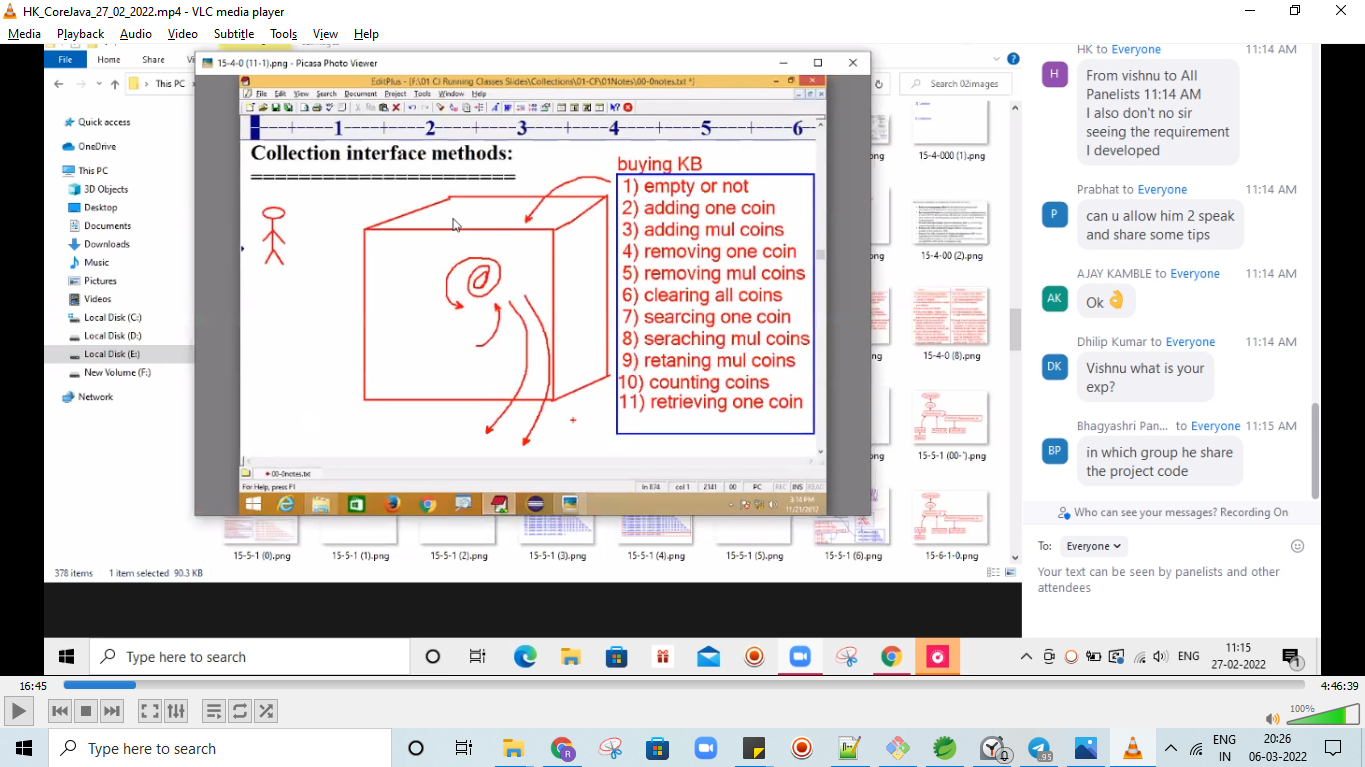 HK_CoreJava_27_02_2022.mp4 - VLC media player
Media Playback Audio Video Subtitle Tools View Help
File Home Share
This PC
Search 02images
Quick access
OneDrive
This PC
3D Objects
Desktop
Documents
Downloads
Music
Pictures
Videos
Local Disk (C:)
Local Disk (D:)
Local Disk (E:)
New Volume (F:)
Network
15-4-0 (11-1).png - Picasa Photo Viewer
EditPlus - [F:\01 CJ Running Classes Slides\Collections\01-CF\01Notes\00-0notes.txt *]
File Edit View Search Document Project Tools Window Help
1 2 3 4 5 6
Collection interface methods:
=======================
buying KB
1) empty or not
2) adding one coin
3) adding mul coins
4) removing one coin
5) removing mul coins
6) clearing all coins
7) searcing one coin
8) seraching mul coins
9) retaning mul coins
10) counting coins
11) retrieving one coin
00-0notes.txt
For Help, press F1
ln 874 col 1 2341 00 PC REC INS READ
3:14 PM
11/21/2017
15-4-000 (1).png
15-4-00 (2).png
15-4-0 (8).png
15-5-1 (00-').png
15-5-1 (0).png
15-5-1 (1).png
15-5-1 (2).png
15-5-1 (3).png
15-5-1 (4).png
15-5-1 (5).png
15-5-1 (6).png
15-6-1-0.png
378 items 1 item selected 90.3 KB
HK to Everyone 11:14 AM
H
From vishnu to All
Panelists 11:14 AM
I also don't no sir
seeing the requirement
I developed
Prabhat to Everyone 11:14 AM
P
can u allow him 2 speak
and share some tips
AJAY KAMBLE to Everyone 11:14 AM
AK
Ok 👌
Dhilip Kumar to Everyone 11:14 AM
DK
Vishnu what is your
exp?
Bhagyashri Pan... to Everyone 11:15 AM
BP
in which group he share
the project code
Who can see your messages? Recording On
To: Everyone
Your text can be seen by panelists and other
attendees
Type here to search
ENG
11:15
27-02-2022
1
16:45
4:46:39
100%
Type here to search
R
.95
ENG
IN
20:26
06-03-2022